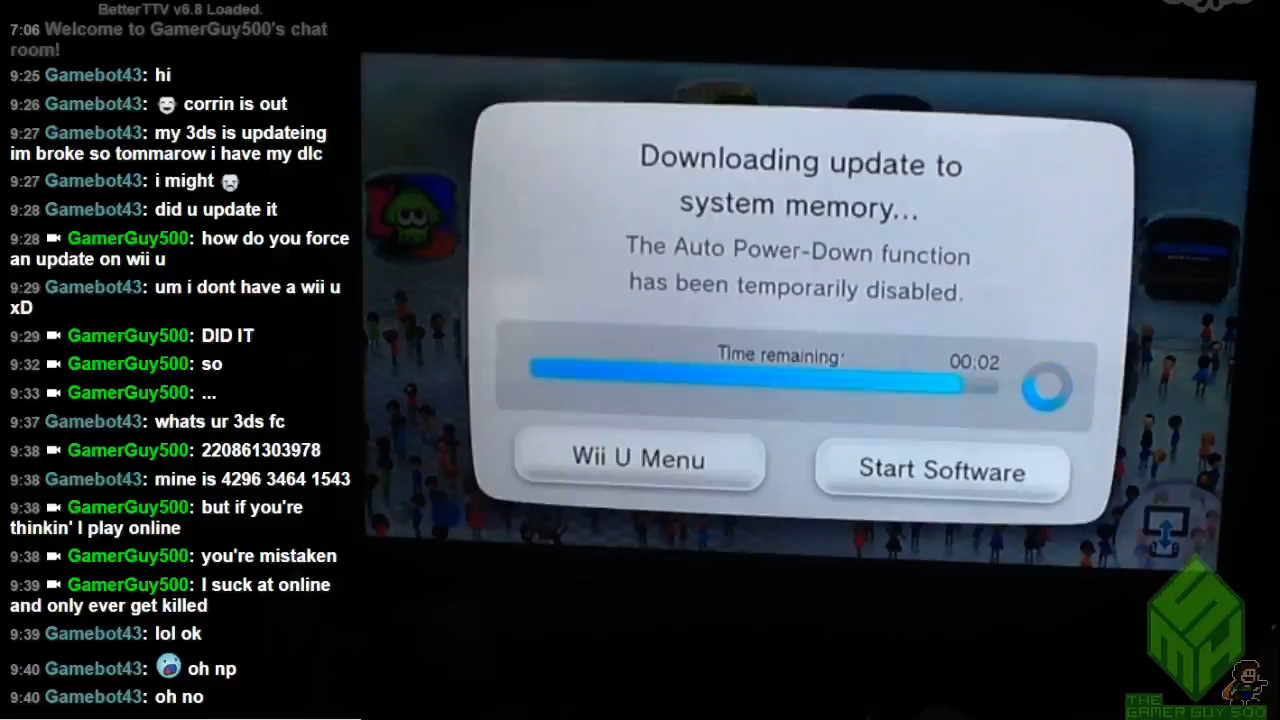 BetterTTV v6.8 Loaded.
7:06 Welcome to GamerGuy500's chat
room!
9:25 Gamebot43: hi
9:26 Gamebot43: corrin is out
9:27 Gamebot43: my 3ds is updateing
im broke so tommarow i have my dlc
9:27 Gamebot43: i might
9:28 Gamebot43: did u update it
9:28 GamerGuy500: how do you force
an update on wii u
9:29 Gamebot43: um i dont have a wii u
xD
9:29 GamerGuy500: DID IT
9:32 GamerGuy500: so
9:33 GamerGuy500: ...
9:37 Gamebot43: whats ur 3ds fc
9:38 GamerGuy500: 220861303978
9:38 Gamebot43: mine is 4296 3464 1543
9:38 GamerGuy500: but if you're
thinkin' I play online
9:38 GamerGuy500: you're mistaken
9:39 GamerGuy500: I suck at online
and only ever get killed
9:39 Gamebot43: lol ok
9:40 Gamebot43: oh np
9:40 Gamebot43: oh no
Downloading update to
system memory...
The Auto Power-Down function
has been temporarily disabled.
Time remaining: 00:02
Wii U Menu
Start Software
THE
GAMER GUY 500